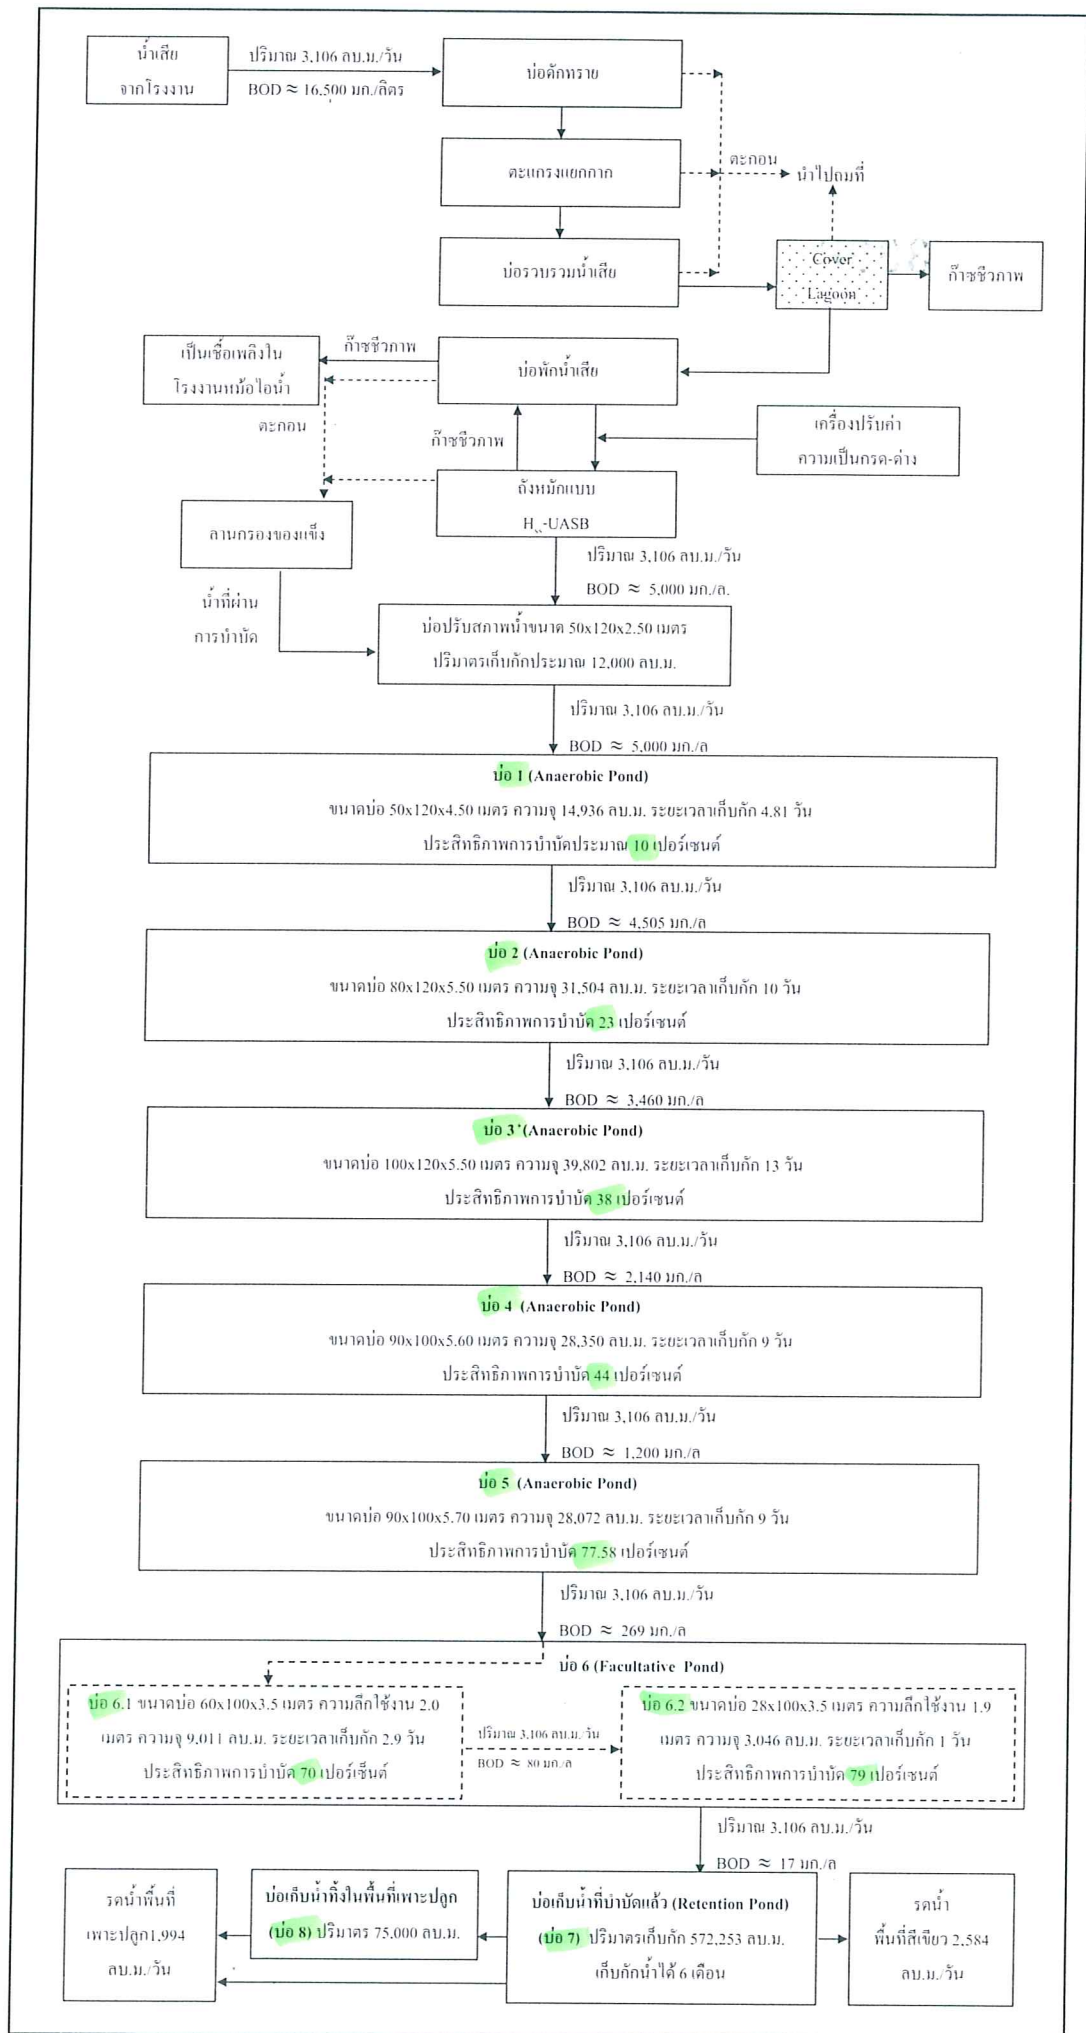 น้ำเสีย
จากโรงงาน
ปริมาณ 3,106 ลบ.ม./วัน
BOD ≈ 16,500 มก./ลิตร
บ่อดักทราย
ตะแกรงแยกกาก
ตะกอน
นำไปถมที่
บ่อรวบรวมน้ำเสีย
Cover
Lagoon
ก๊าซชีวภาพ
เป็นเชื้อเพลิงใน
โรงงานหม้อไอน้ำ
ก๊าซชีวภาพ
บ่อพักน้ำเสีย
ตะกอน
ก๊าซชีวภาพ
เครื่องปรับค่า
ความเป็นกรด-ด่าง
ถังหมักแบบ
-UASB
ลานกรองของแข็ง
ปริมาณ 3,106 ลบ.ม./วัน
BOD ≈ 5,000 มก./ล.
น้ำที่ผ่าน
การบำบัด
บ่อปรับสภาพน้ำขนาด 50x120x2.50 เมตร
ปริมาตรเก็บกักประมาณ 12,000 ลบ.ม.
ปริมาณ 3,106 ลบ.ม./วัน
BOD ≈ 5,000 มก./ล
บ่อ 1 (Anaerobic Pond)
ขนาดบ่อ 50x120x4.50 เมตร ความจุ 14,936 ลบ.ม. ระยะเวลาเก็บกัก 4.81 วัน
ประสิทธิภาพการบำบัดประมาณ 10 เปอร์เซนต์
ปริมาณ 3,106 ลบ.ม./วัน
BOD ≈ 4,505 มก./ล
บ่อ 2 (Anaerobic Pond)
ขนาดบ่อ 80x120x5.50 เมตร ความจุ 31,504 ลบ.ม. ระยะเวลาเก็บกัก 10 วัน
ประสิทธิภาพการบำบัด 23 เปอร์เซนต์
ปริมาณ 3,106 ลบ.ม./วัน
BOD ≈ 3,460 มก./ล
บ่อ 3 (Anaerobic Pond)
ขนาดบ่อ 100x120x5.50 เมตร ความจุ 39,802 ลบ.ม. ระยะเวลาเก็บกัก 13 วัน
ประสิทธิภาพการบำบัด 38 เปอร์เซนต์
ปริมาณ 3,106 ลบ.ม./วัน
BOD ≈ 2,140 มก./ล
บ่อ 4 (Anaerobic Pond)
ขนาดบ่อ 90x100x5.60 เมตร ความจุ 28,350 ลบ.ม. ระยะเวลาเก็บกัก 9 วัน
ประสิทธิภาพการบำบัด 44 เปอร์เซนต์
ปริมาณ 3,106 ลบ.ม./วัน
BOD ≈ 1,200 มก./ล
บ่อ 5 (Anaerobic Pond)
ขนาดบ่อ 90x100x5.70 เมตร ความจุ 28,072 ลบ.ม. ระยะเวลาเก็บกัก 9 วัน
ประสิทธิภาพการบำบัด 77.58 เปอร์เซนต์
ปริมาณ 3,106 ลบ.ม./วัน
BOD ≈ 269 มก./ล
บ่อ 6 (Facultative Pond)
บ่อ 6.1 ขนาดบ่อ 60x100x3.5 เมตร ความลึกใช้งาน 2.0
เมตร ความจุ 9,011 ลบ.ม. ระยะเวลาเก็บกัก 2.9 วัน
ประสิทธิภาพการบำบัด 70 เปอร์เซ็นต์
ปริมาณ 3,106 ลบ.ม./วัน
BOD ≈ 80 มก./ล
บ่อ 6.2 ขนาดบ่อ 28x100x3.5 เมตร ความลึกใช้งาน 1.9
เมตร ความจุ 3,046 ลบ.ม. ระยะเวลาเก็บกัก 1 วัน
ประสิทธิภาพการบำบัด 79 เปอร์เซนต์
ปริมาณ 3,106 ลบ.ม./วัน
BOD ≈ 17 มก./ล
รดน้ำพื้นที่
เพาะปลูก1,994
ลบ.ม./วัน
บ่อเก็บน้ำทิ้งในพื้นที่เพาะปลูก
(บ่อ 8) ปริมาตร 75,000 ลบ.ม.
บ่อเก็บน้ำที่บำบัดแล้ว (Retention Pond)
(บ่อ 7) ปริมาตรเก็บกัก 572,253 ลบ.ม.
เก็บกักน้ำได้ 6 เดือน
รดน้ำ
พื้นที่สีเขียว 2,584
ลบ.ม./วัน